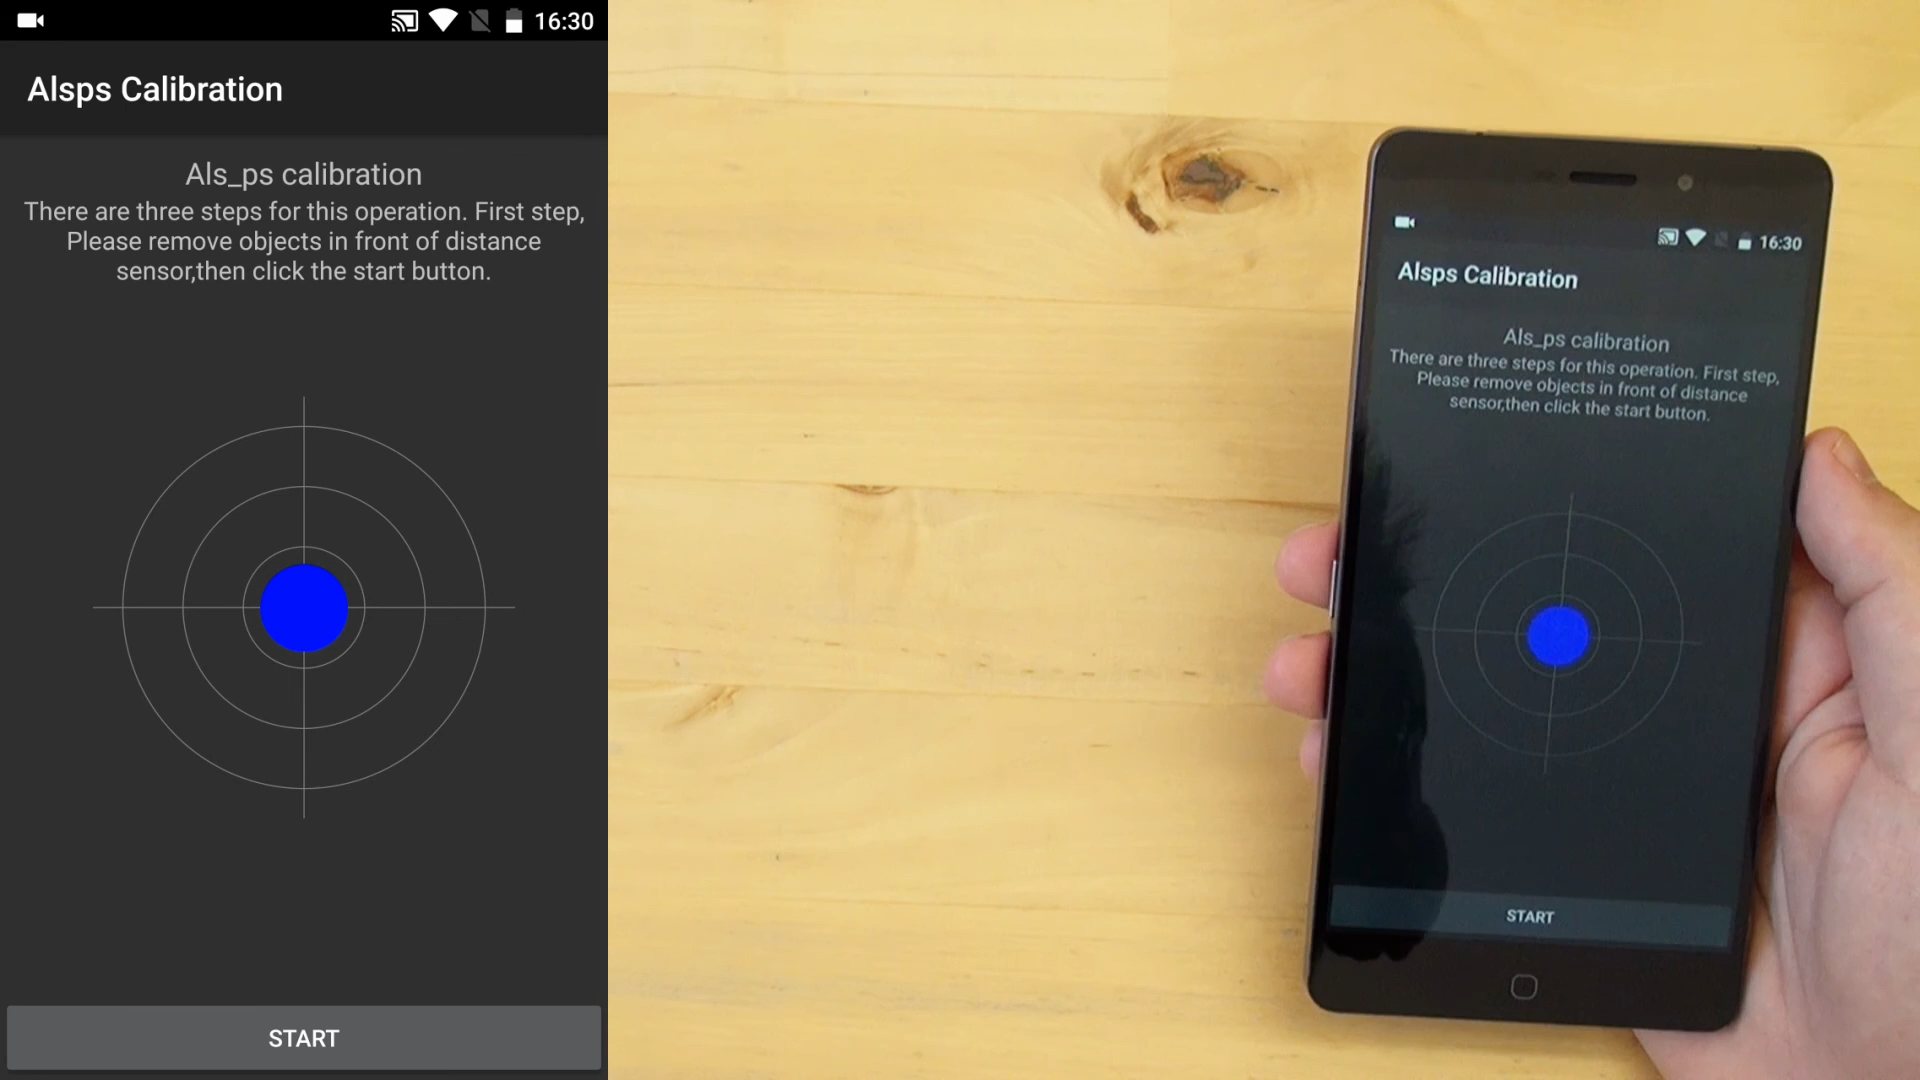 16:30
Alsps Calibration
Als_ps calibration
There are three steps for this operation. First step,
Please remove objects in front of distance
sensor,then click the start button.
START
16:30
Alsps Calibration
Als_ps calibration
There are three steps for this operation. First step,
Please remove objects in front of distance
sensor,then click the start button.
START